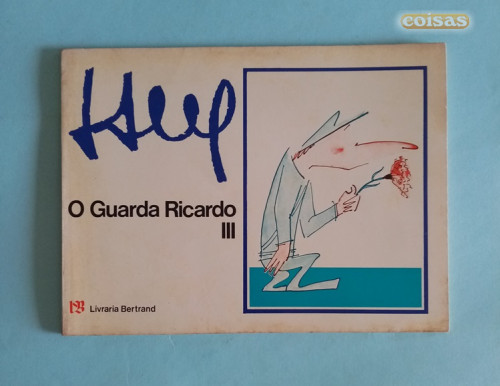 coisas
O Guarda Ricardo
III
Livraria Bertrand